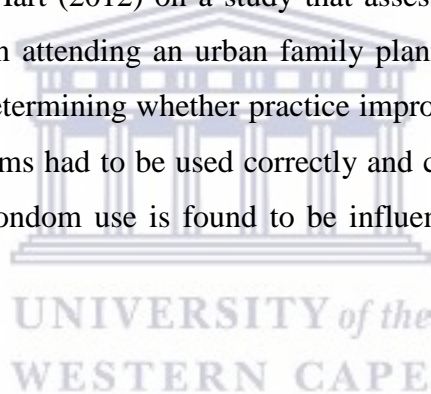 Hart (2012) on a study that asses
n attending an urban family plan
etermining whether practice impro
ms had to be used correctly and c
ondom use is found to be influen
UNIVERSITY of the
WESTERN CAPE